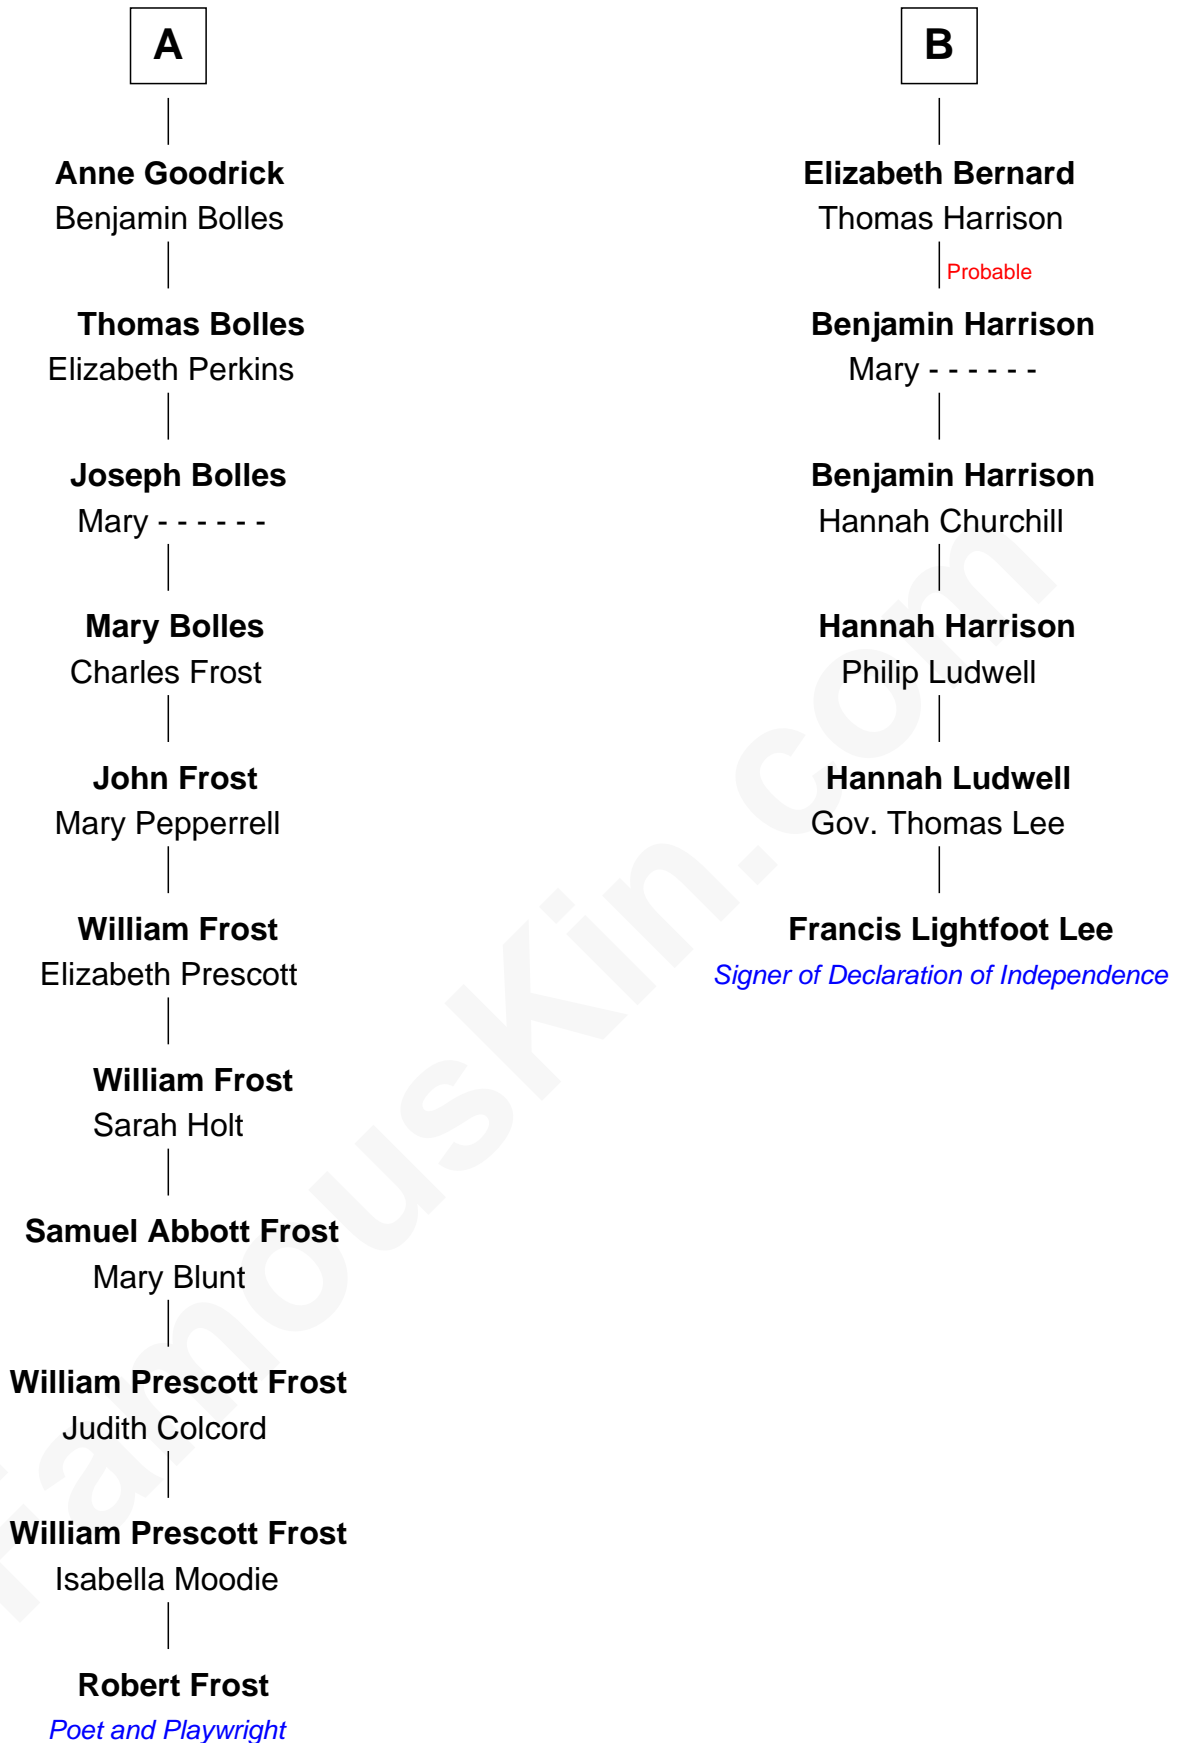 A
Anne Goodrick
Benjamin Bolles
Thomas Bolles
Elizabeth Perkins
Joseph Bolles
Mary - - - - - -
Mary Bolles
Charles Frost
John Frost
Mary Pepperrell
William Frost
Elizabeth Prescott
William Frost
Sarah Holt
Samuel Abbott Frost
Mary Blunt
William Prescott Frost
Judith Colcord
William Prescott Frost
Isabella Moodie
Robert Frost
Poet and Playwright
B
Elizabeth Bernard
Thomas Harrison
Probable
Benjamin Harrison
Mary - - - - - -
Benjamin Harrison
Hannah Churchill
Hannah Harrison
Philip Ludwell
Hannah Ludwell
Gov. Thomas Lee
Francis Lightfoot Lee
Signer of Declaration of Independence
FamousKin.com